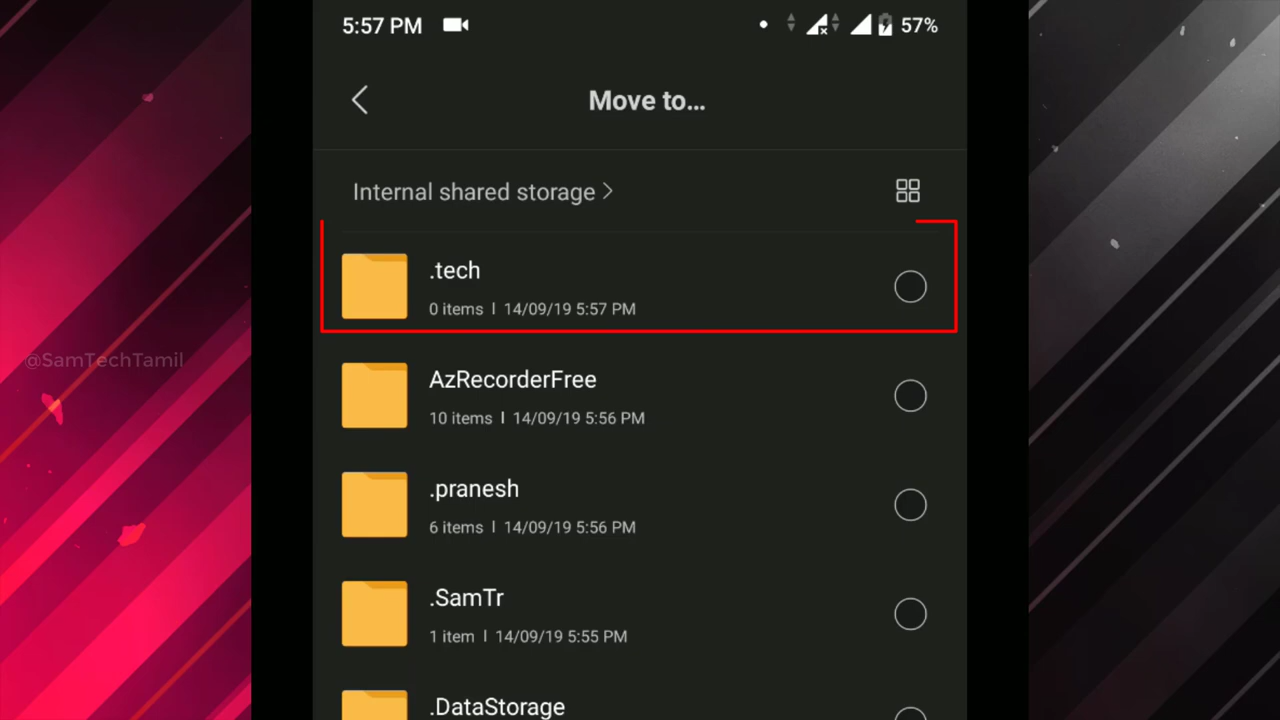 5:57 PM 57%
Move to...
Internal shared storage >
.tech
0 items | 14/09/19 5:57 PM
@SamTechTamil
AzRecorderFree
10 items | 14/09/19 5:56 PM
.pranesh
6 items | 14/09/19 5:56 PM
.SamTr
1 item | 14/09/19 5:55 PM
.DataStorage